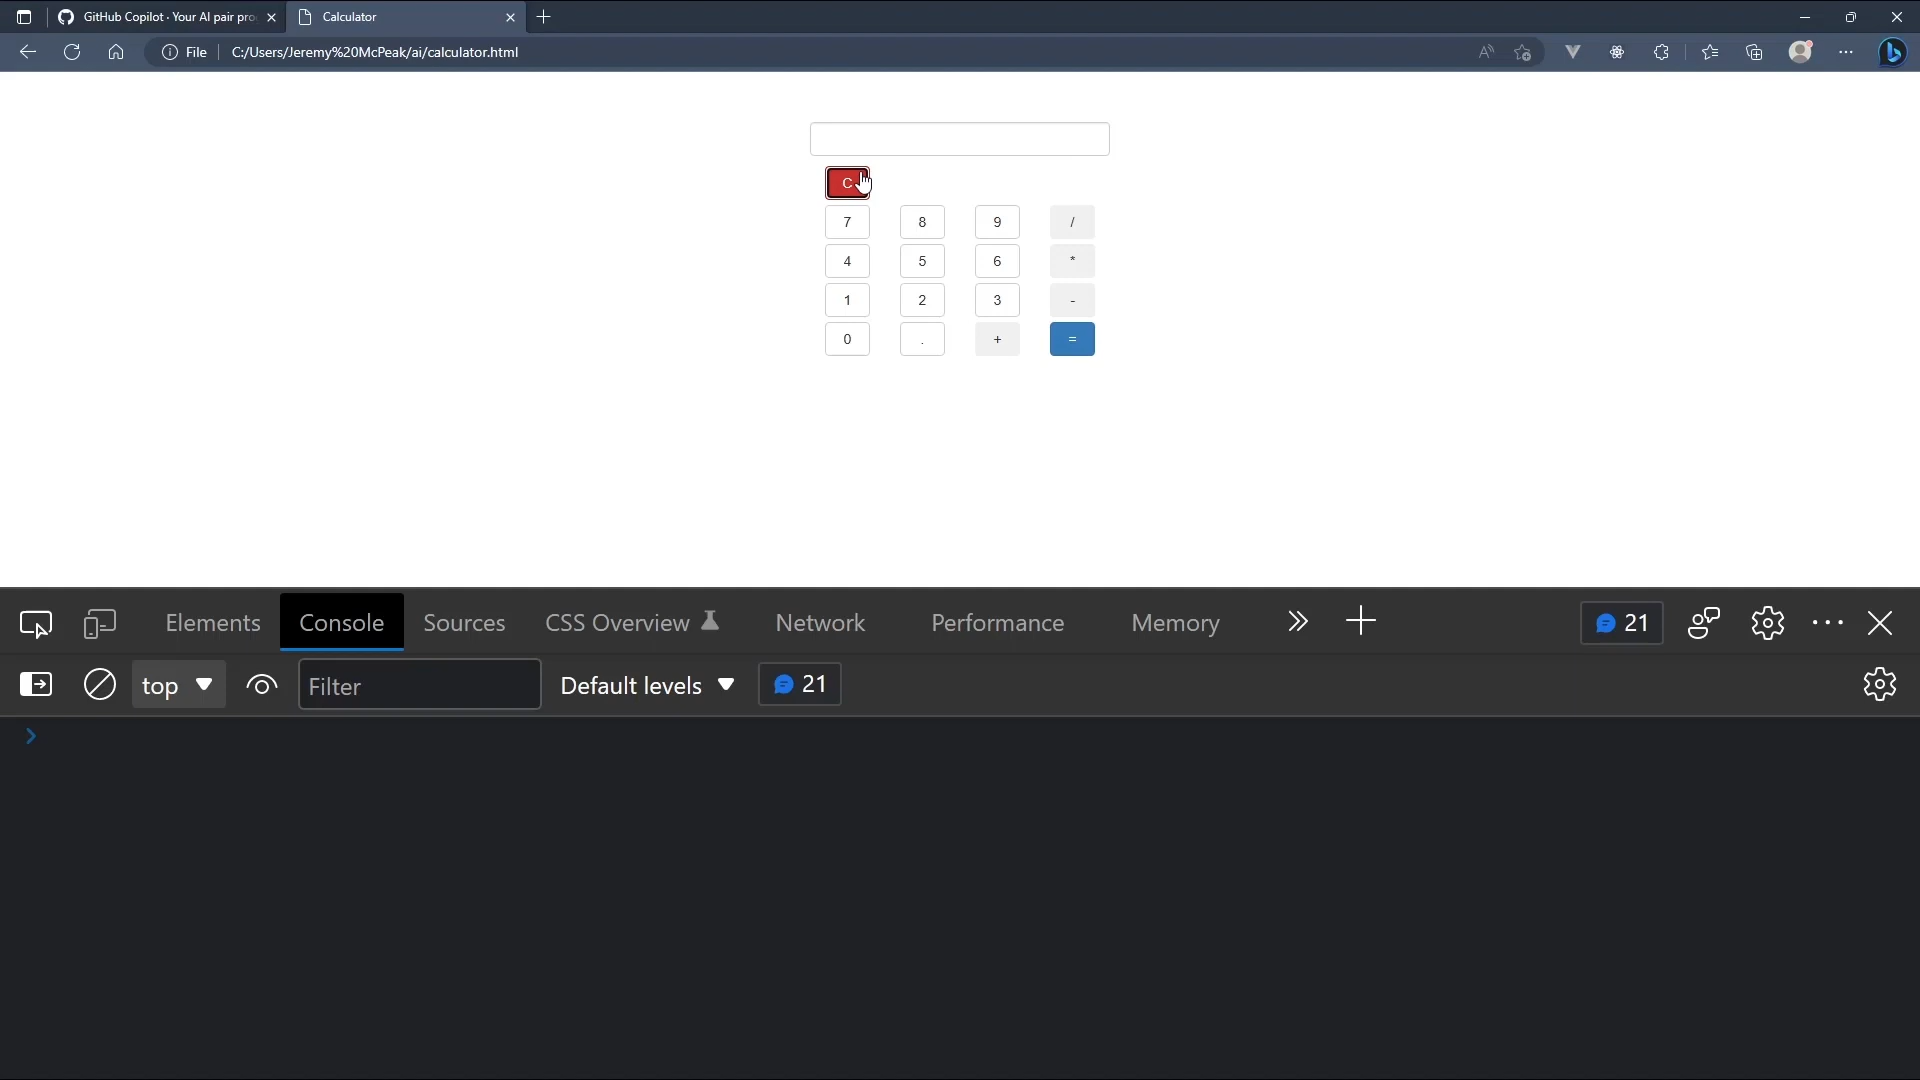 GitHub Copilot · Your AI pair pro
Calculator
File
C:/Users/Jeremy%20McPeak/ai/calculator.html
C
7 8 9 /
4 5 6 *
1 2 3 -
0 . + =
Elements Console Sources CSS Overview Network Performance Memory 21
top Filter Default levels 21